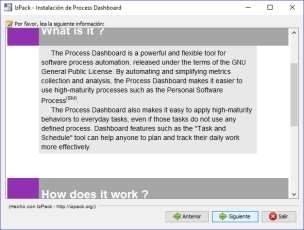 IzPack - Instalación de Process Dashboard
Por favor, lea la siguiente información:
What is it ?
The Process Dashboard is a powerful and flexible tool for
software process automation, released under the terms of the GNU
General Public License. By automating and simplifying metrics
collection and analysis, the Process Dashboard makes it easier to
use high-maturity processes such as the Personal Software
Process(SM)
The Process Dashboard also makes it easy to apply high-maturity
behaviors to everyday tasks, even if those tasks do not use any
defined process. Dashboard features such as the "Task and
Schedule" tool can help anyone to plan and track their daily work
more effectively.
How does it work ?
(Hecho con IzPack - http://izpack.org/)
Anterior
Siguiente
Salir